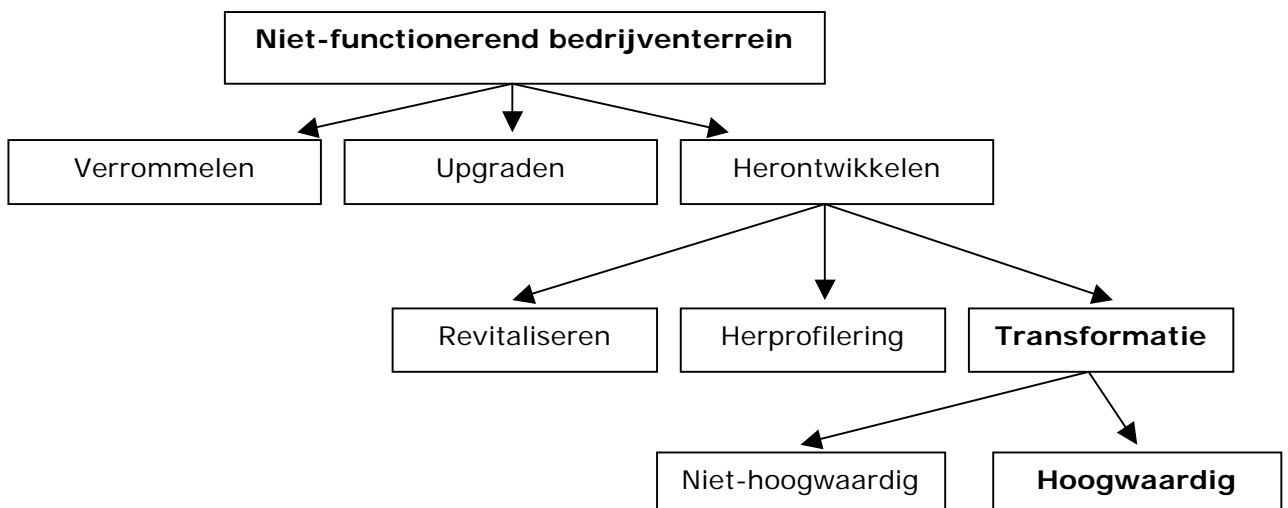 Niet-functionerend bedrijventerrein
Verrommelen
Upgraden
Herontwikkelen
Revitaliseren
Herprofilering
Transformatie
Niet-hoogwaardig
Hoogwaardig